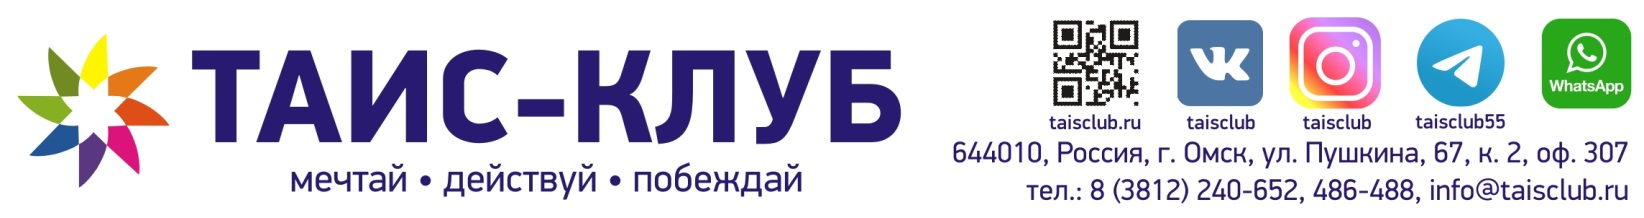 ТАИС-КЛУБ
мечтай • действуй • побеждай
WhatsApp
taisclub.ru taisclub taisclub taisclub55
644010, Россия, г. Омск, ул. Пушкина, 67, к. 2, оф. 307
тел.: 8 (3812) 240-652, 486-488, info@taisclub.ru